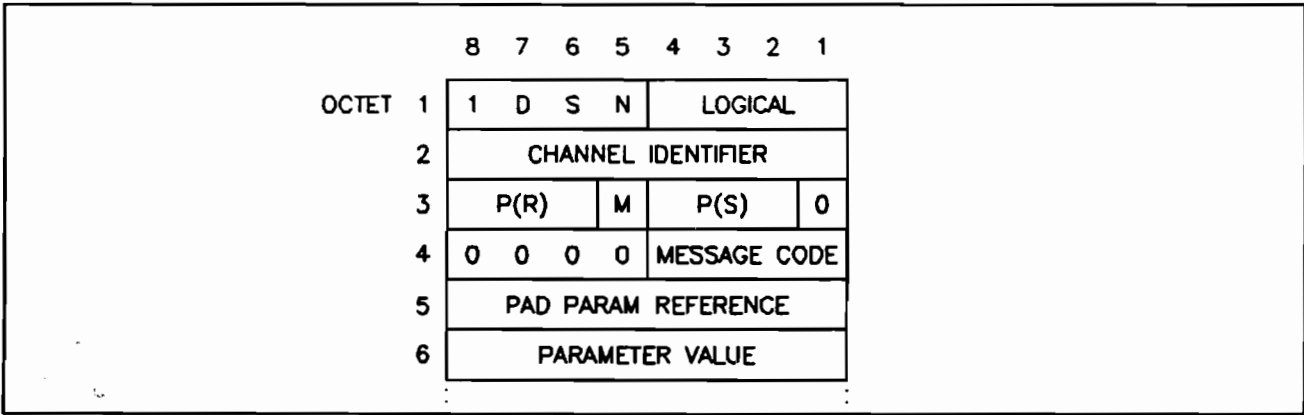 8 7 6 5 4 3 2 1
OCTET 1 1 D S N LOGICAL
2 CHANNEL IDENTIFIER
3 P(R) M P(S) 0
4 0 0 0 0 MESSAGE CODE
5 PAD PARAM REFERENCE
6 PARAMETER VALUE